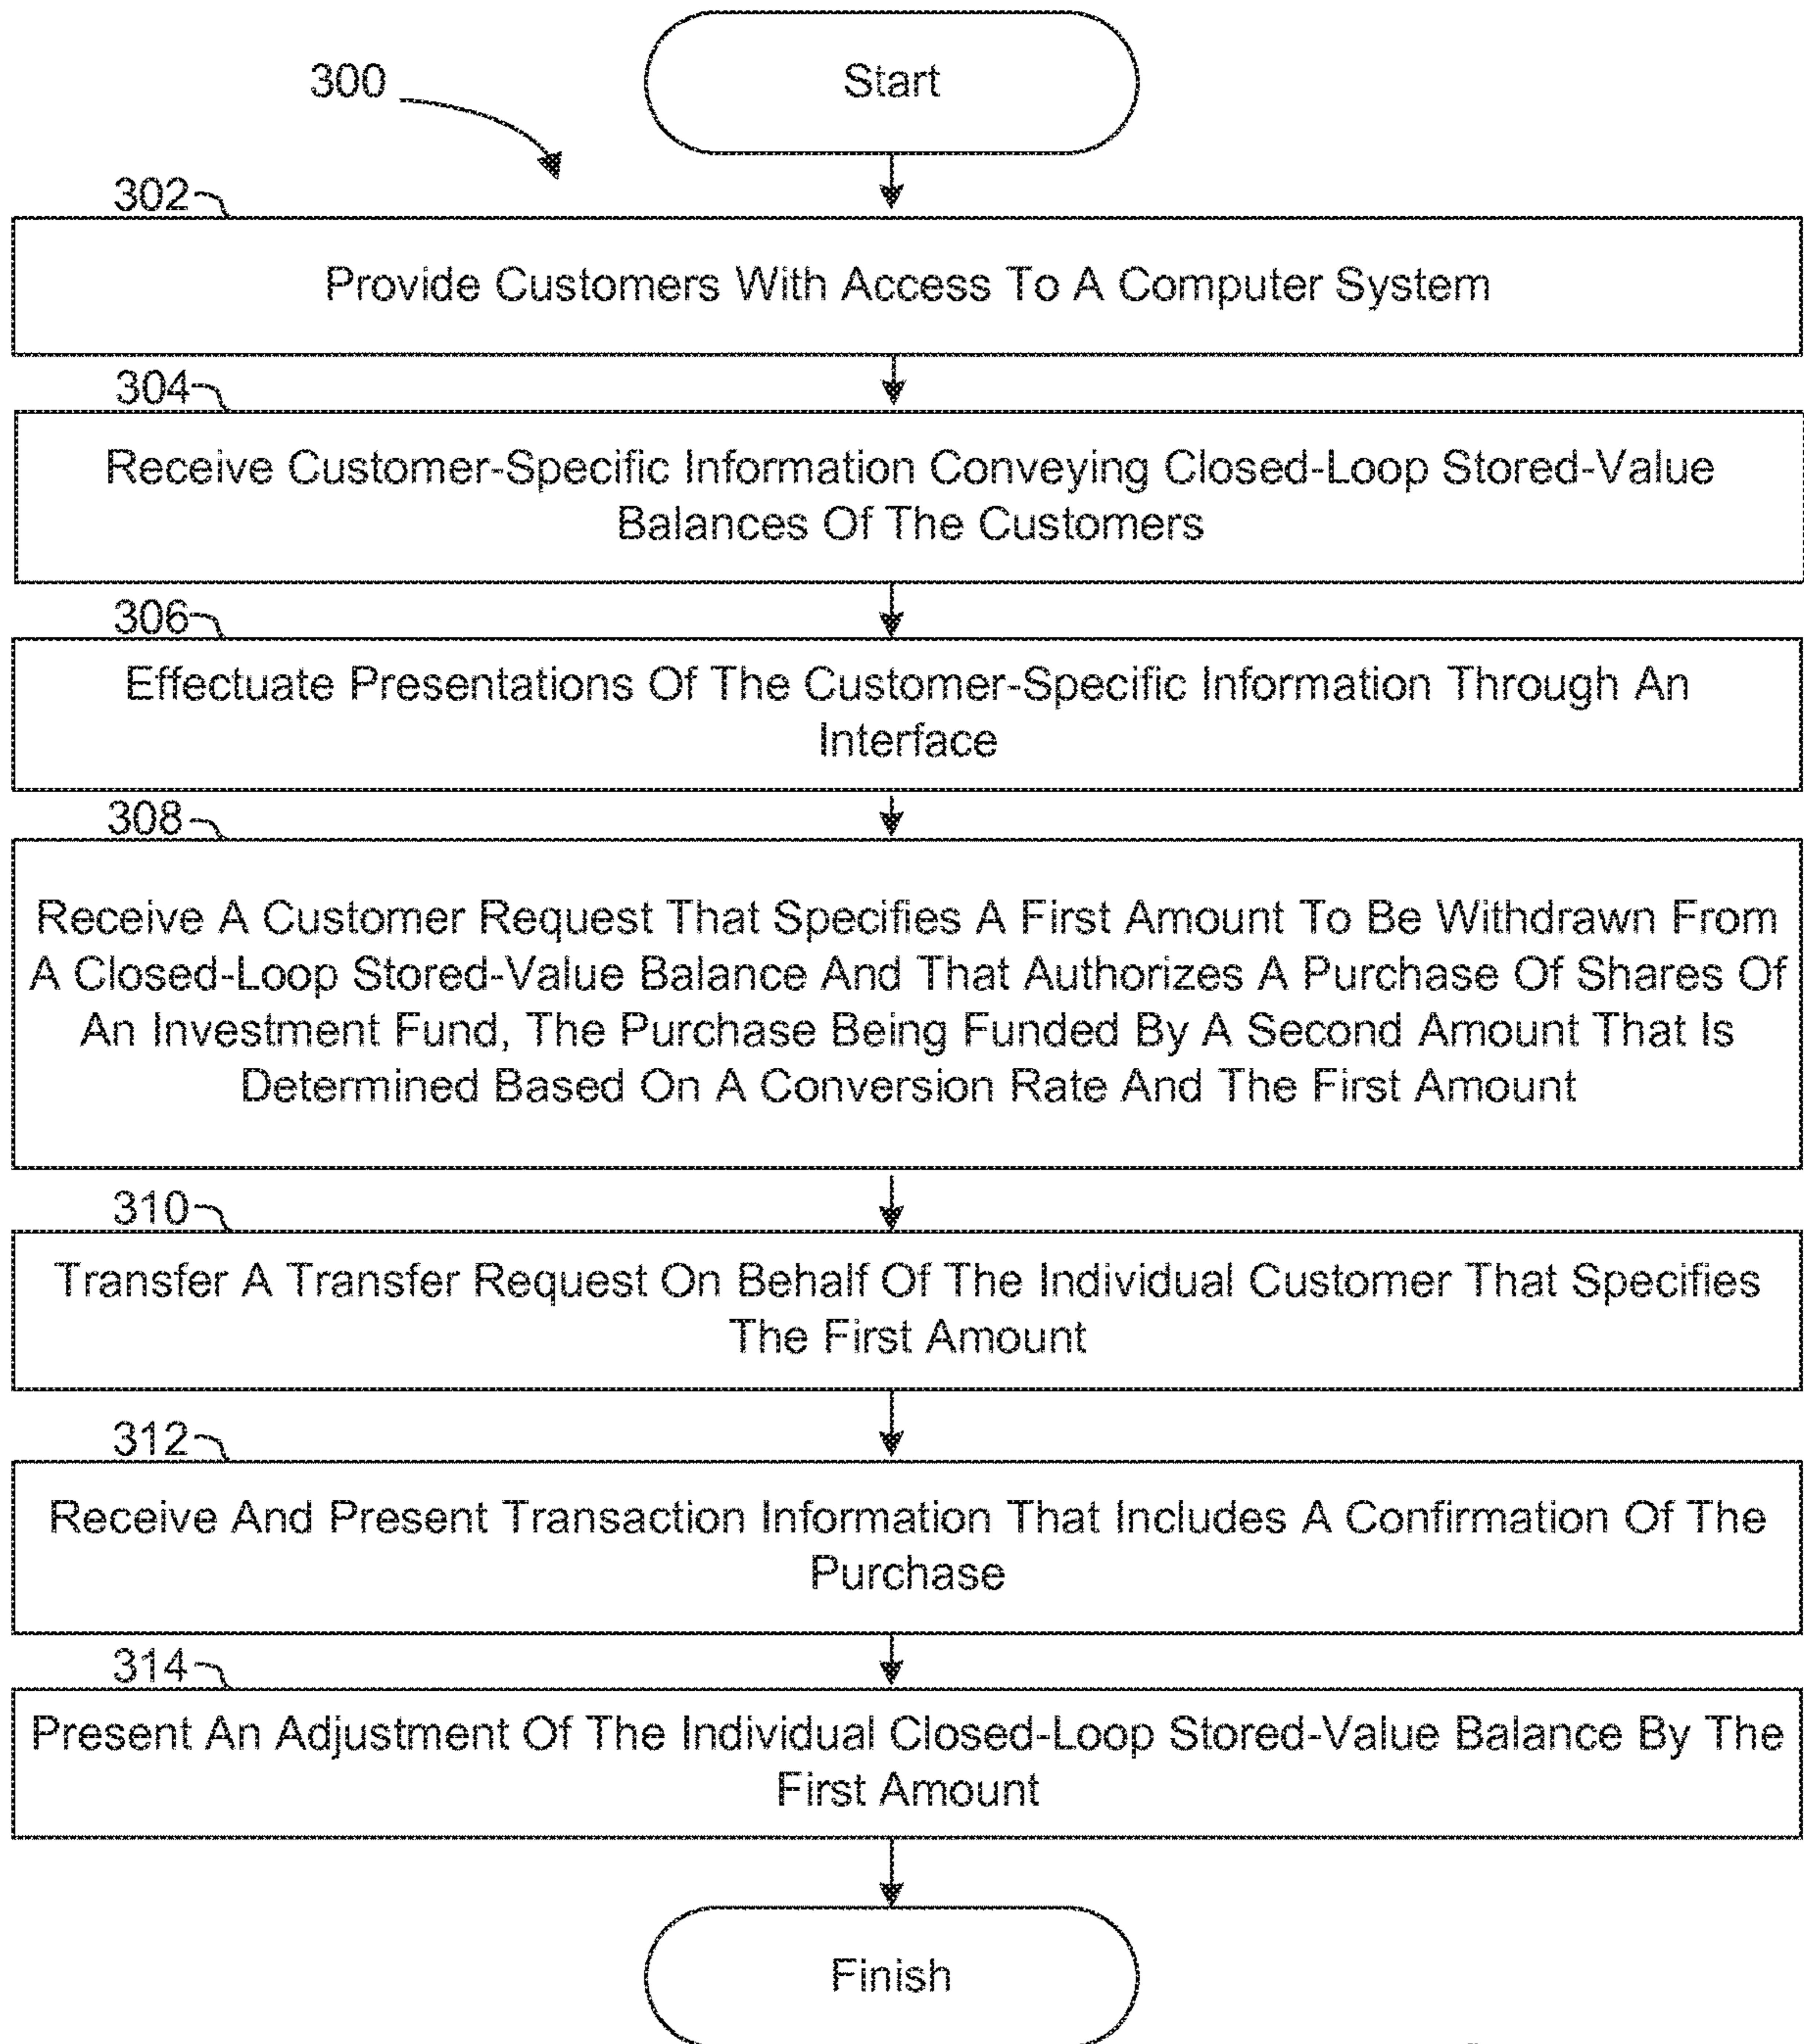 Start
300
302
Provide Customers With Access To A Computer System
304
Receive Customer-Specific Information Conveying Closed-Loop Stored-Value
Balances Of The Customers
306
Effectuate Presentations Of The Customer-Specific Information Through An
Interface
308
Receive A Customer Request That Specifies A First Amount To Be Withdrawn From
A Closed-Loop Stored-Value Balance And That Authorizes A Purchase Of Shares Of
An Investment Fund, The Purchase Being Funded By A Second Amount That Is
Determined Based On A Conversion Rate And The First Amount
310
Transfer A Transfer Request On Behalf Of The Individual Customer That Specifies
The First Amount
312
Receive And Present Transaction Information That Includes A Confirmation Of The
Purchase
314
Present An Adjustment Of The Individual Closed-Loop Stored-Value Balance By The
First Amount
Finish